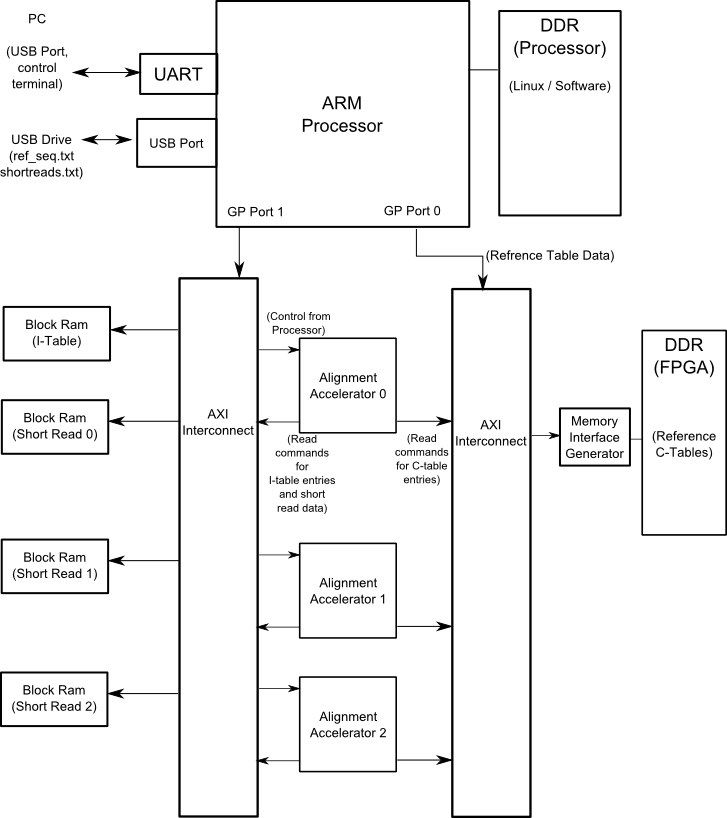 PC
(USB Port,
control
terminal)
UART
USB Drive
(ref_seq.txt
shortreads.txt)
USB Port
ARM
Processor
GP Port 1
GP Port 0
DDR
(Processor)
(Linux / Software)
(Refrence Table Data)
Block Ram
(I-Table)
Block Ram
(Short Read 0)
Block Ram
(Short Read 1)
Block Ram
(Short Read 2)
AXI
Interconnect
(Control from
Processor)
Alignment
Accelerator 0
(Read
commands
for
I-table entries
and short
read data)
(Read
commands
for C-table
entries)
Alignment
Accelerator 1
Alignment
Accelerator 2
AXI
Interconnect
Memory
Interface
Generator
DDR
(FPGA)
(Reference
C-Tables)